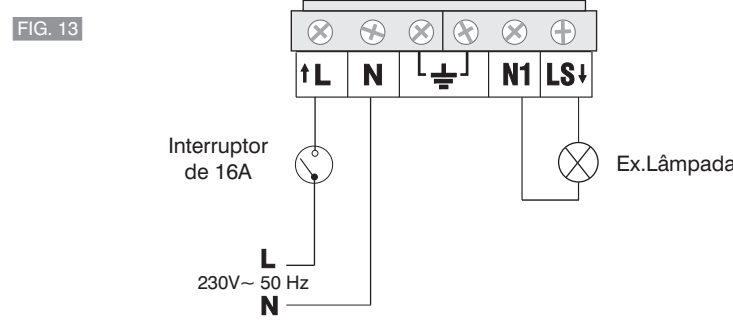 FIG. 13
↑L N N1 LS↓
Interruptor
de 16A
Ex.Lâmpada
L
230V~ 50 Hz
N